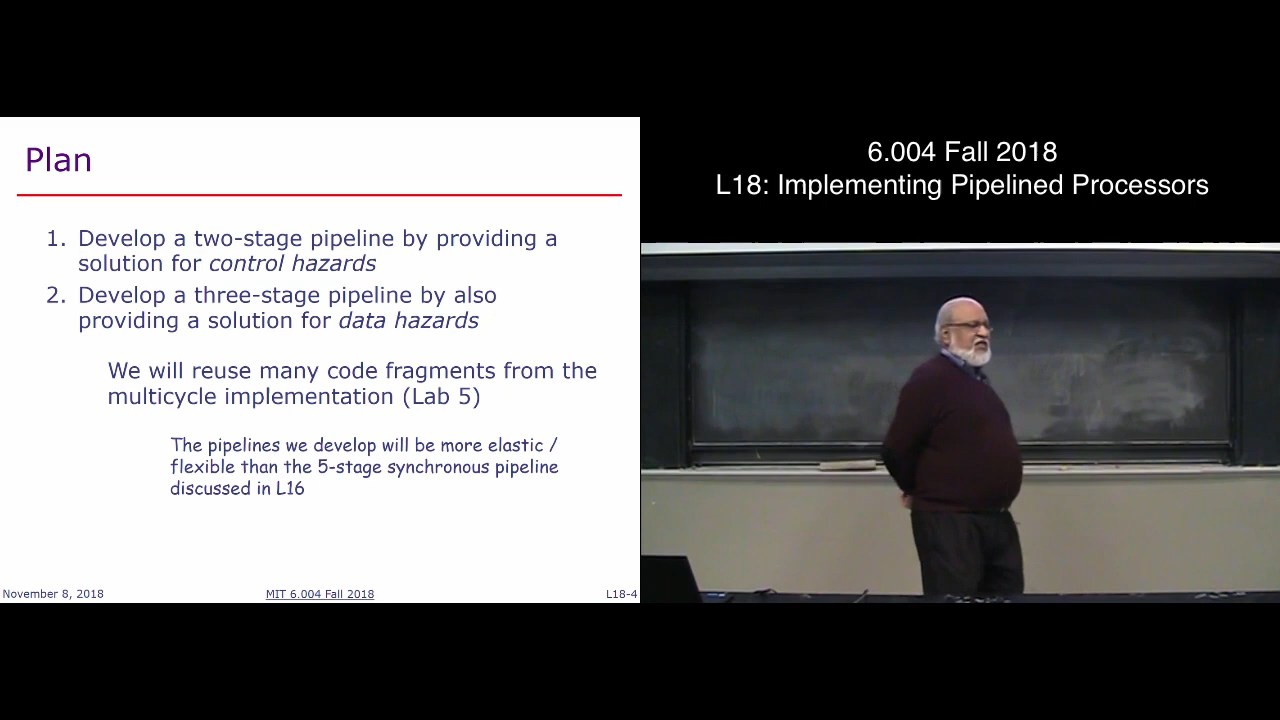 Plan
1. Develop a two-stage pipeline by providing a
solution for control hazards
2. Develop a three-stage pipeline by also
providing a solution for data hazards
We will reuse many code fragments from the
multicycle implementation (Lab 5)
The pipelines we develop will be more elastic /
flexible than the 5-stage synchronous pipeline
discussed in L16
November 8, 2018
MIT 6.004 Fall 2018
L18-4
6.004 Fall 2018
L18: Implementing Pipelined Processors